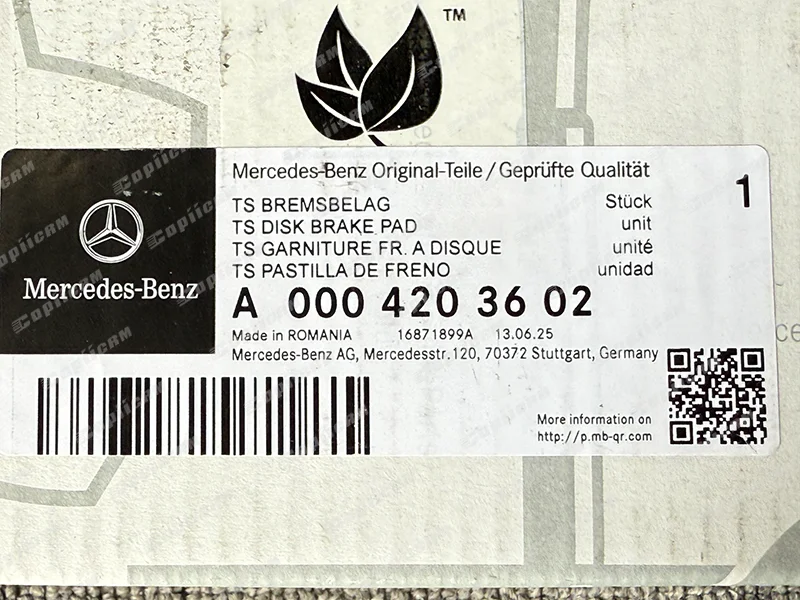 TM
Mercedes-Benz Original-Teile / Geprüfte Qualität
1
TS BREMSBELAG Stück
TS DISK BRAKE PAD unit
TS GARNITURE FR. A DISQUE unité
TS PASTILLA DE FRENO unidad
Mercedes-Benz
A 000 420 36 02
Made in ROMANIA 16871899A 13.06.25
Mercedes-Benz AG, Mercedesstr. 120, 70372 Stuttgart, Germany
More information on
http://p.mb-qr.com
CopiiCAM